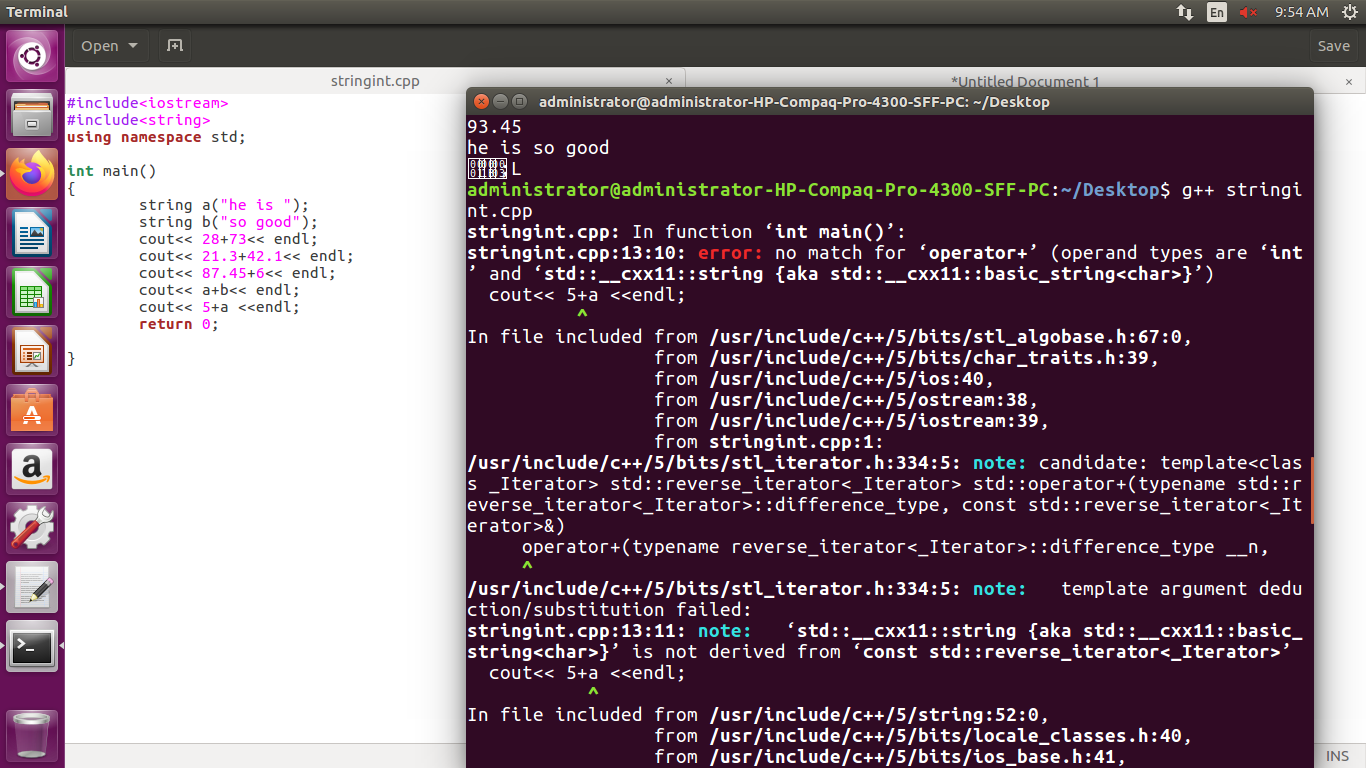 Terminal
En
9:54 AM
Open
Save
stringint.cpp
×
*Untitled Document 1
×
#include<iostream>
#include<string>
using namespace std;
int main()
{
string a("he is ");
string b("so good");
cout<< 28+73<< endl;
cout<< 21.3+42.1<< endl;
cout<< 87.45+6<< endl;
cout<< a+b<< endl;
cout<< 5+a <<endl;
return 0;
}
administrator@administrator-HP-Compaq-Pro-4300-SFF-PC: ~/Desktop
93.45
he is so good
L
administrator@administrator-HP-Compaq-Pro-4300-SFF-PC:~/Desktop$ g++ stringi
nt.cpp
stringint.cpp: In function ‘int main()’:
stringint.cpp:13:10: error: no match for ‘operator+’ (operand types are ‘int
’ and ‘std::__cxx11::string {aka std::__cxx11::basic_string<char>}’)
cout<< 5+a <<endl;
^
In file included from /usr/include/c++/5/bits/stl_algobase.h:67:0,
from /usr/include/c++/5/bits/char_traits.h:39,
from /usr/include/c++/5/ios:40,
from /usr/include/c++/5/ostream:38,
from /usr/include/c++/5/iostream:39,
from stringint.cpp:1:
/usr/include/c++/5/bits/stl_iterator.h:334:5: note: candidate: template<clas
s _Iterator> std::reverse_iterator<_Iterator> std::operator+(typename std::r
everse_iterator<_Iterator>::difference_type, const std::reverse_iterator<_It
erator>&)
operator+(typename reverse_iterator<_Iterator>::difference_type __n,
^
/usr/include/c++/5/bits/stl_iterator.h:334:5: note:   template argument dedu
ction/substitution failed:
stringint.cpp:13:11: note:   ‘std::__cxx11::string {aka std::__cxx11::basic_
string<char>}’ is not derived from ‘const std::reverse_iterator<_Iterator>’
cout<< 5+a <<endl;
^
In file included from /usr/include/c++/5/string:52:0,
from /usr/include/c++/5/bits/locale_classes.h:40,
from /usr/include/c++/5/bits/ios_base.h:41,
INS